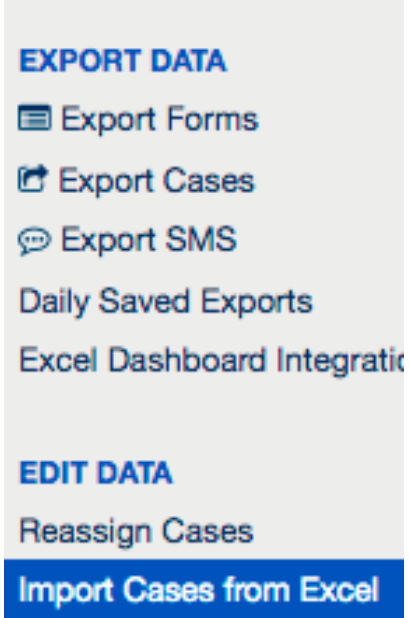 EXPORT DATA
Export Forms
Export Cases
Export SMS
Daily Saved Exports
Excel Dashboard Integratio
EDIT DATA
Reassign Cases
Import Cases from Excel